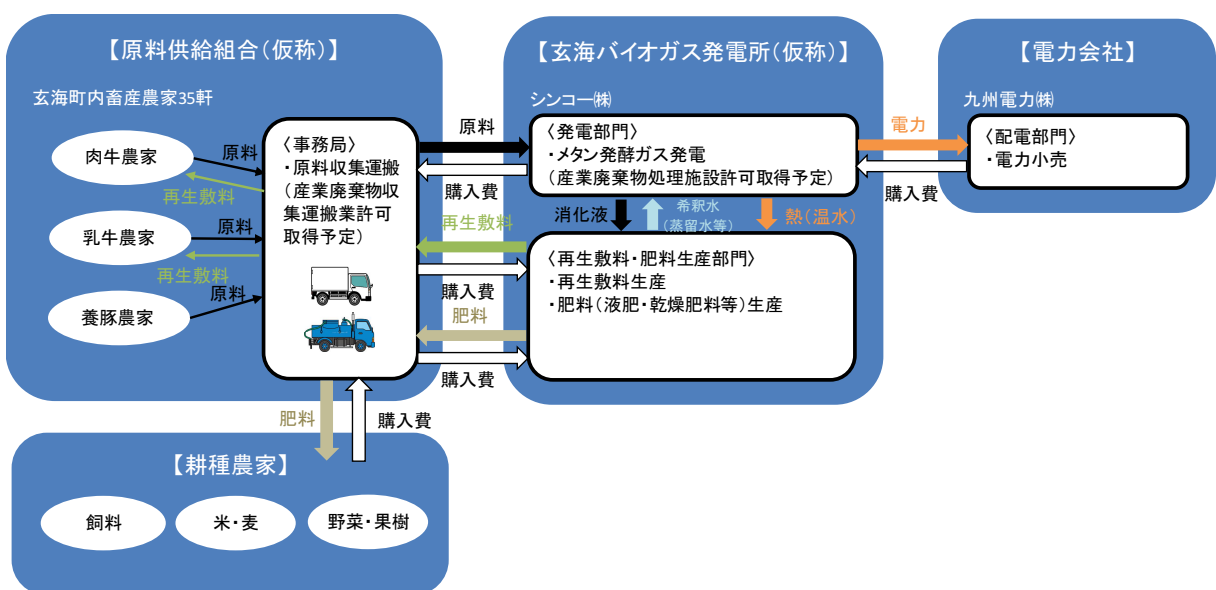 【原料供給組合(仮称)】
玄海町内畜産農家35軒
肉牛農家
原料
再生敷料
乳牛農家
原料
再生敷料
養豚農家
原料
〈事務局〉
・原料収集運搬
(産業廃棄物収
集運搬業許可
取得予定)
原料
購入費
再生敷料
購入費
肥料
購入費
【玄海バイオガス発電所(仮称)】
シンコー㈱
〈発電部門〉
・メタン発酵ガス発電
(産業廃棄物処理施設許可取得予定)
消化液
希釈水
(蒸留水等)
熱(温水)
〈再生敷料・肥料生産部門〉
・再生敷料生産
・肥料(液肥・乾燥肥料等)生産
電力
購入費
【電力会社】
九州電力㈱
〈配電部門〉
・電力小売
肥料
購入費
【耕種農家】
飼料
米・麦
野菜・果樹